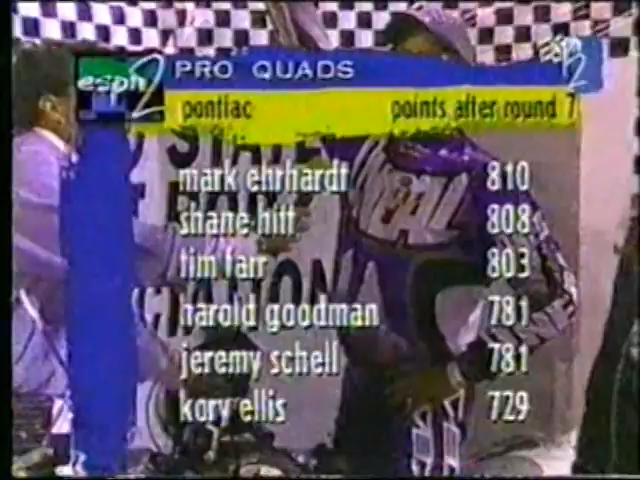 espn2 PRO QUADS espn2
pontiac points after round 7
mark ehrhardt 810
shane hitt 808
tim farr 803
harold goodman 781
jeremy schell 781
kory ellis 729